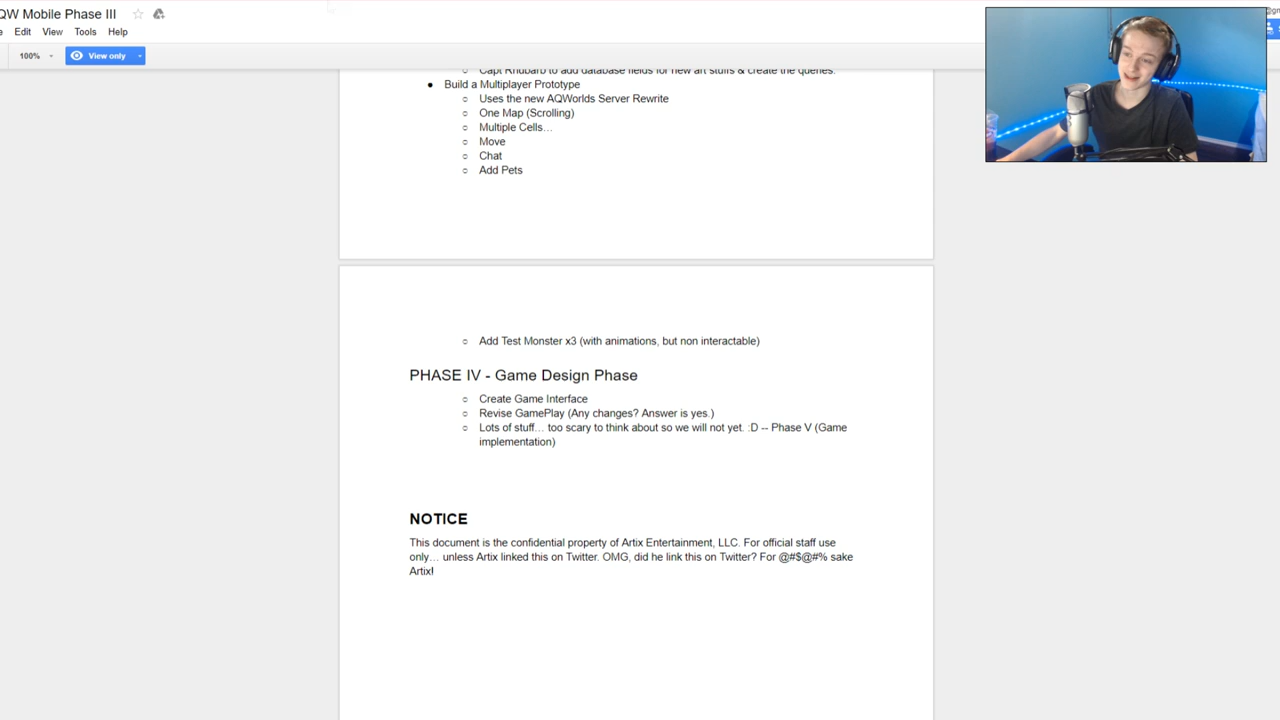 QW Mobile Phase III
Edit View Tools Help
100% View only
Capt Rhubarb to add database fields for new art stuffs & create the queries.
● Build a Multiplayer Prototype
○ Uses the new AQWorlds Server Rewrite
○ One Map (Scrolling)
○ Multiple Cells…
○ Move
○ Chat
○ Add Pets
○ Add Test Monster x3 (with animations, but non interactable)
PHASE IV - Game Design Phase
○ Create Game Interface
○ Revise GamePlay (Any changes? Answer is yes.)
○ Lots of stuff… too scary to think about so we will not yet. :D -- Phase V (Game
implementation)
NOTICE
This document is the confidential property of Artix Entertainment, LLC. For official staff use
only… unless Artix linked this on Twitter. OMG, did he link this on Twitter? For @#$@#% sake
Artix!